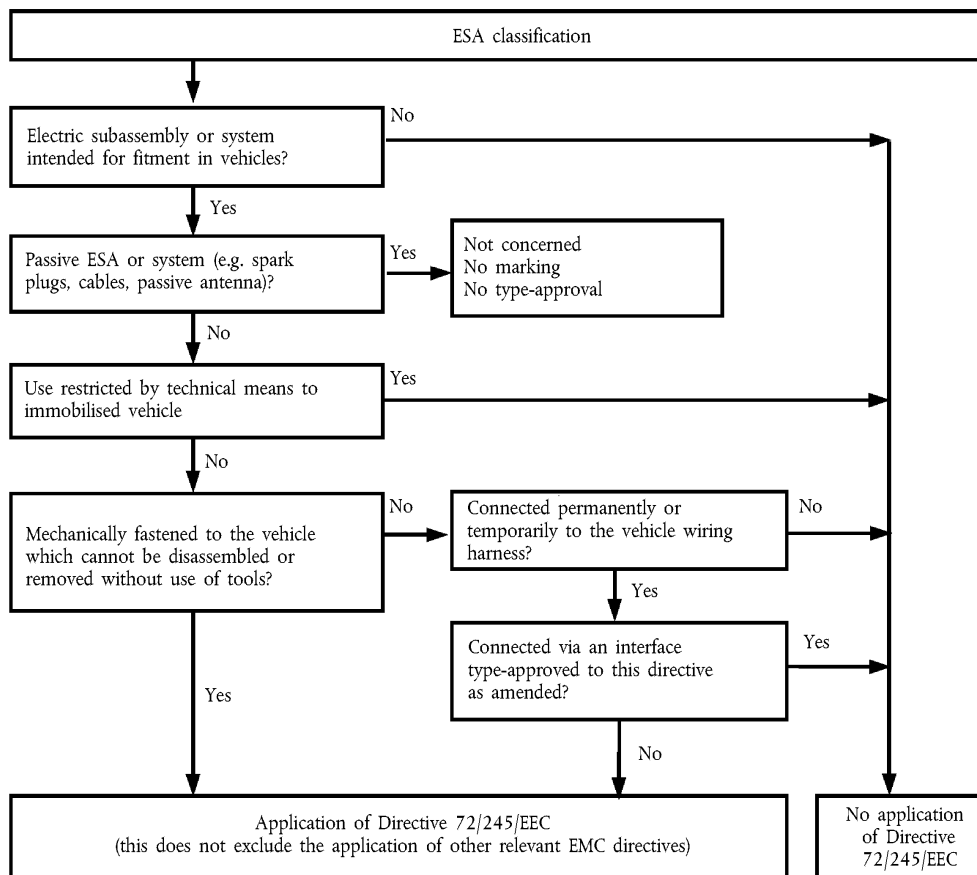 ESA classification
No
Electric subassembly or system
intended for fitment in vehicles?
Yes
Passive ESA or system (e.g. spark
plugs, cables, passive antenna)?
Yes
Not concerned
No marking
No type-approval
No
Use restricted by technical means to
immobilised vehicle
Yes
No
Mechanically fastened to the vehicle
which cannot be disassembled or
removed without use of tools?
No
Connected permanently or
temporarily to the vehicle wiring
harness?
No
Yes
Connected via an interface
type-approved to this directive
as amended?
Yes
Yes
No
Application of Directive 72/245/EEC
(this does not exclude the application of other relevant EMC directives)
No application
of Directive
72/245/EEC